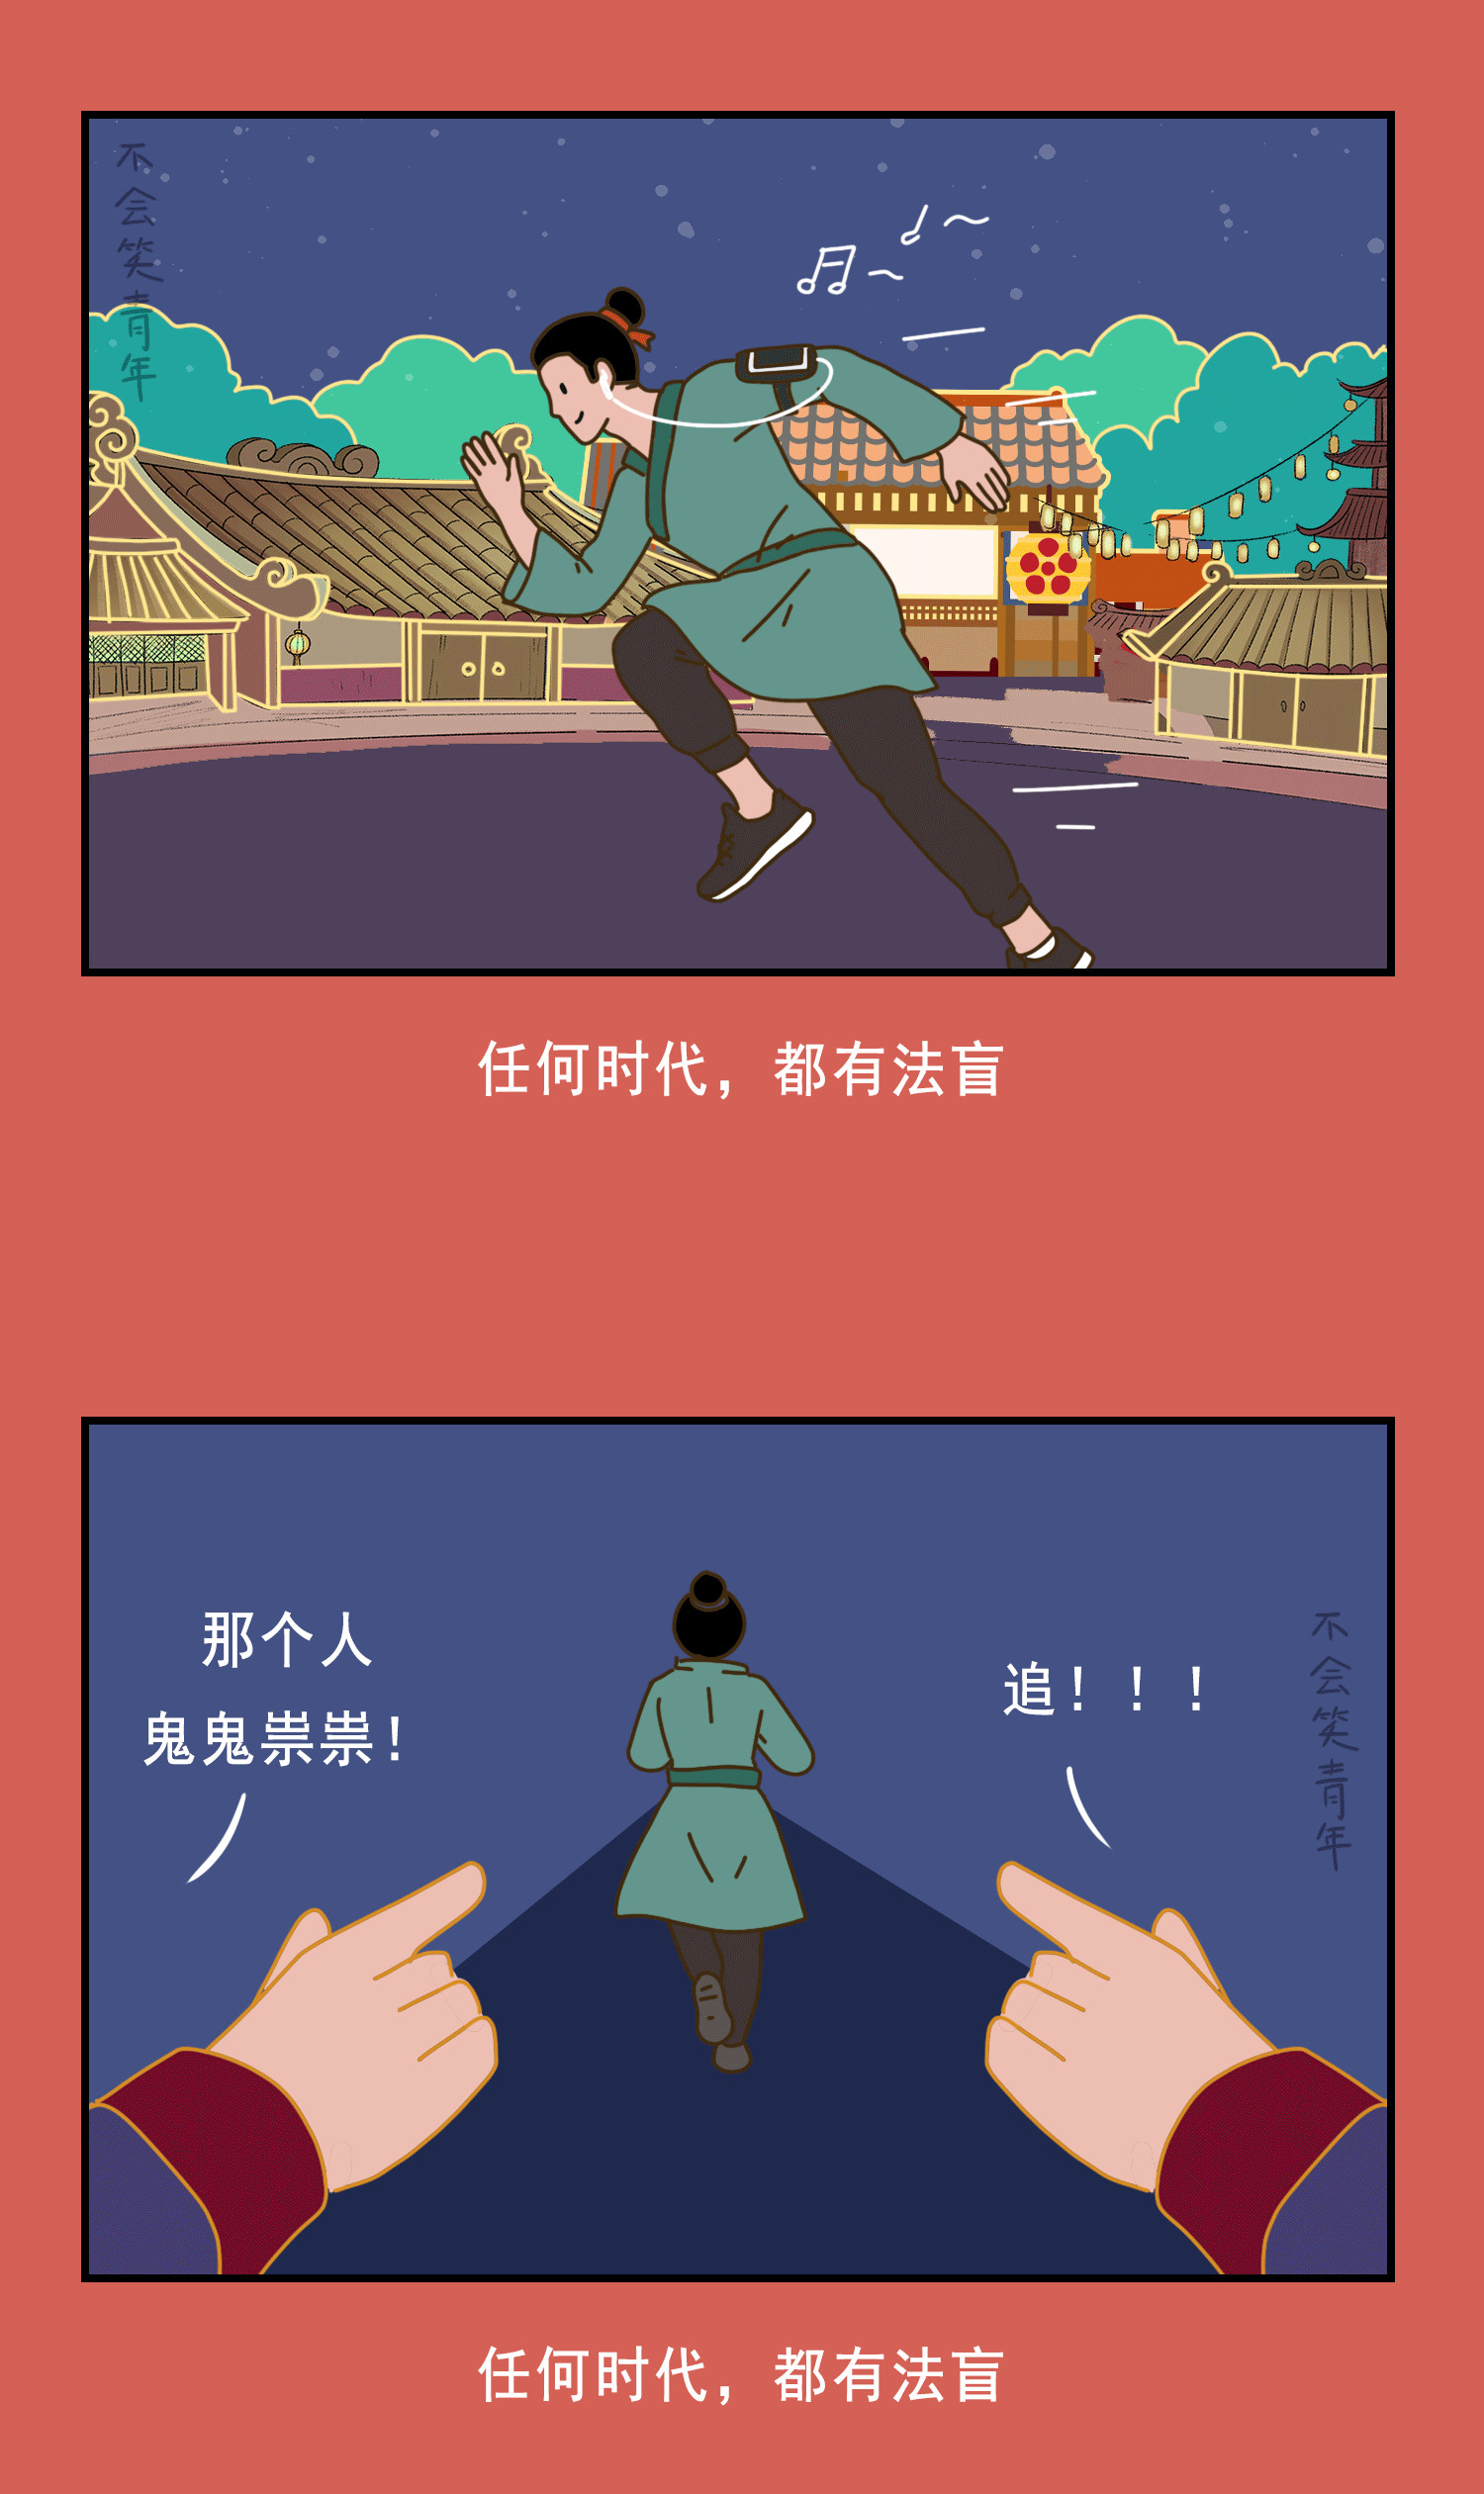 不会笑青年
任何时代，都有法盲
那个人
鬼鬼祟祟！
追！！！
不会笑青年
任何时代，都有法盲